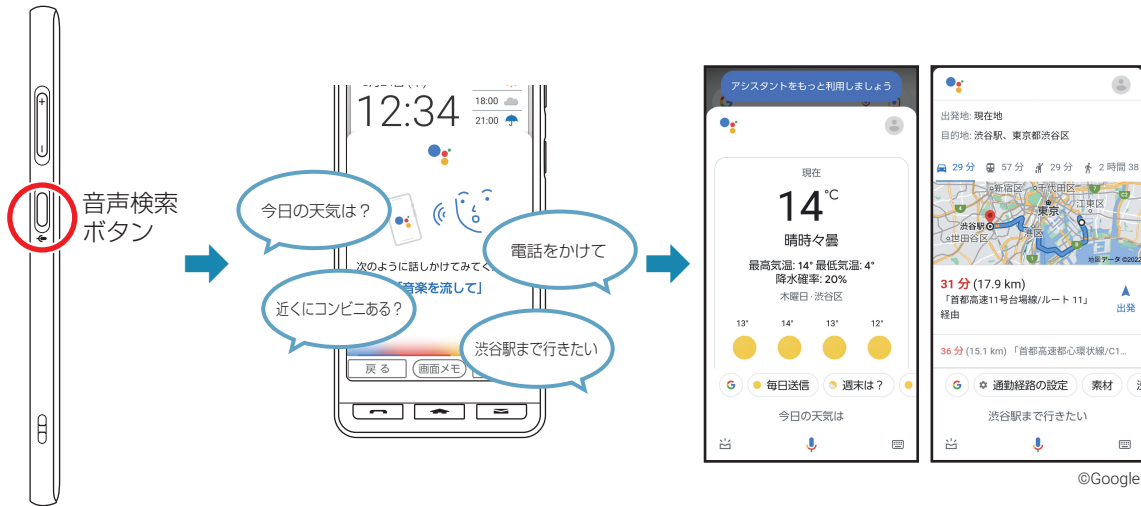 音声検索
ボタン
12:34
18:00
21:00
今日の天気は？
電話をかけて
次のように話しかけてみてく
音楽を流して」
近くにコンビニある？
渋谷駅まで行きたい
戻る
画面メモ
アシスタントをもっと利用しましょう
現在
14℃
晴時々曇
最高気温: 14° 最低気温: 4°
降水確率: 20%
木曜日·渋谷区
13° 14° 13° 12°
毎日送信 週末は？
今日の天気は
出発地: 現在地
目的地: 渋谷駅、東京都渋谷区
29 分 57 分 29 分 2 時間 38
新宿区 千代田区
東京 江東区
渋谷駅
世田谷区 港区
地図データ ©2022
31 分 (17.9 km)
「首都高速11号台場線/ルート 11」
経由
出発
36 分 (15.1 km) 「首都高速都心環状線/C1...
通勤経路の設定 素材
渋谷駅まで行きたい
©Google